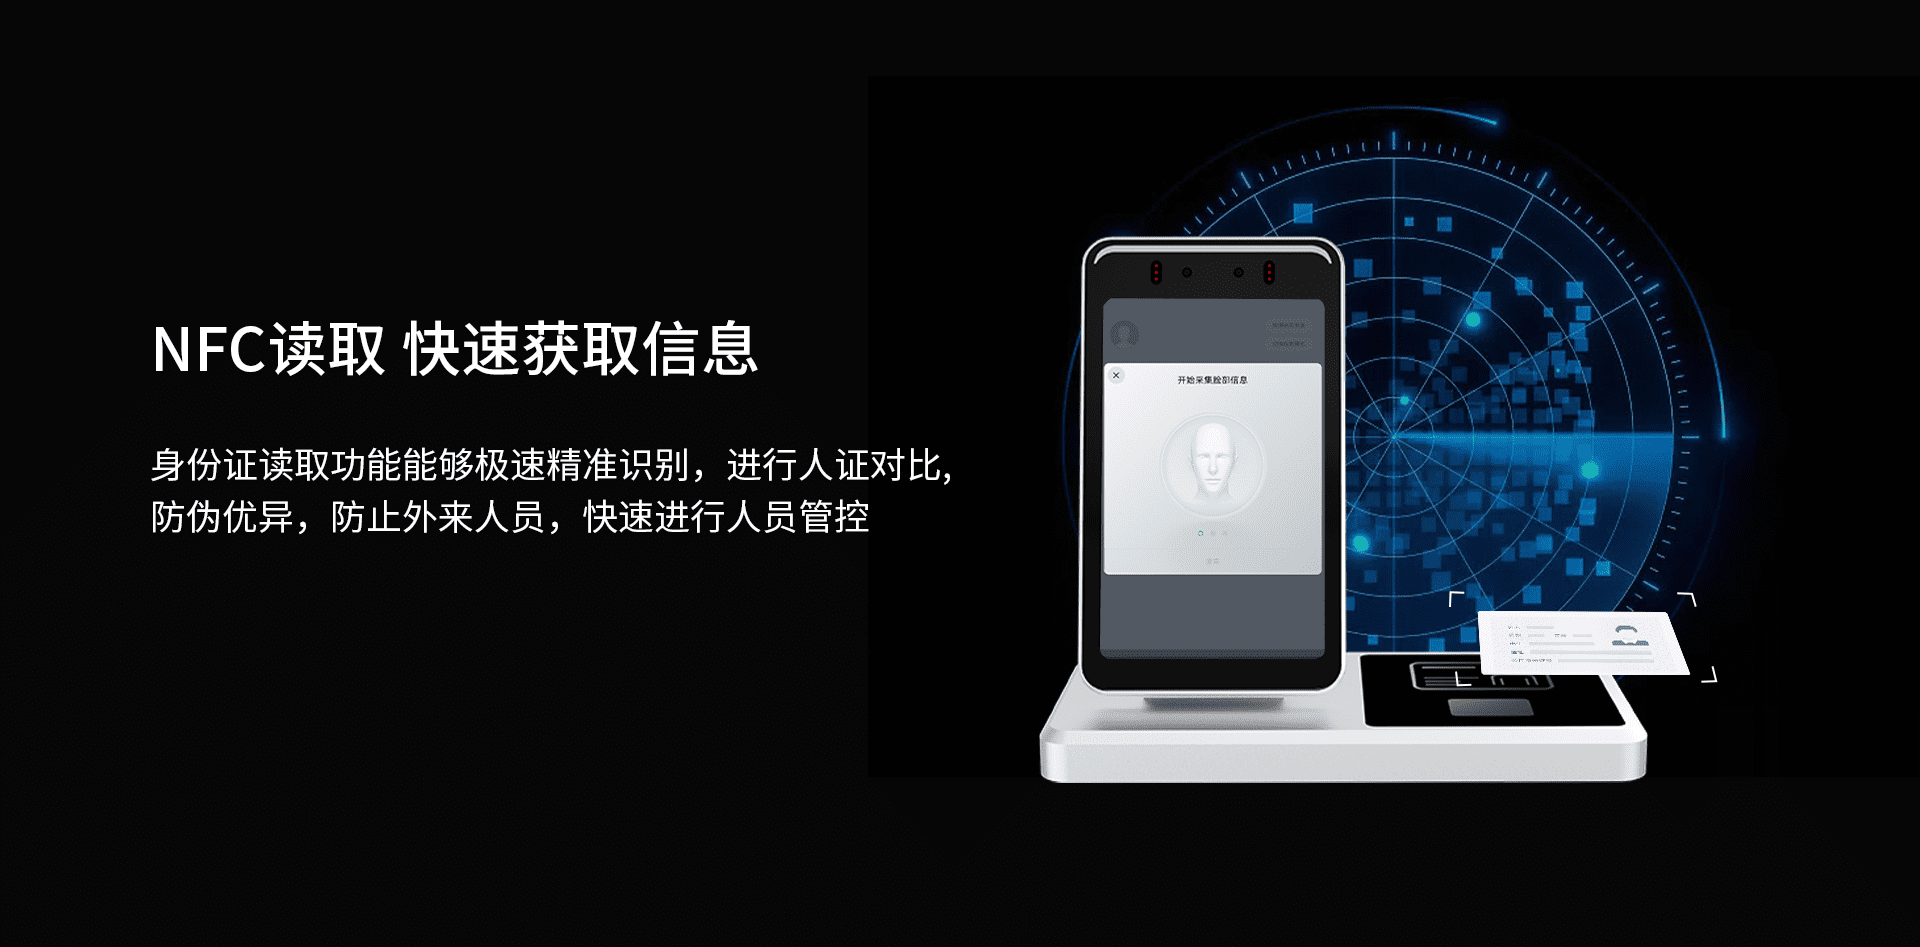 NFC读取 快速获取信息
身份证读取功能能够极速精准识别，进行人证对比,
防伪优异，防止外来人员，快速进行人员管控
开始采集脸部信息